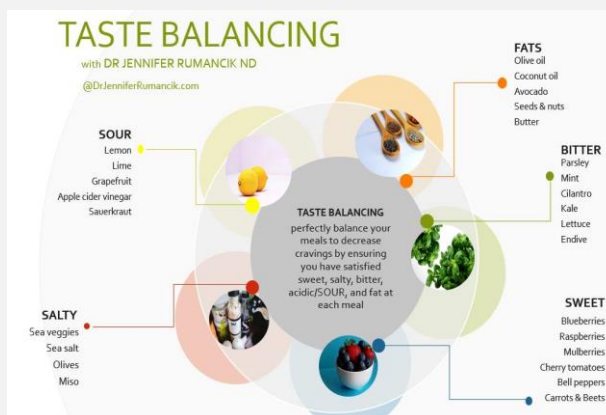 TASTE BALANCING
with DR JENNIFER RUMANCIK ND
@DrJenniferRumancik.com
FATS
Olive oil
Coconut oil
Avocado
Seeds & nuts
Butter
SOUR
Lemon
Lime
Grapefruit
Apple cider vinegar
Sauerkraut
BITTER
Parsley
Mint
Cilantro
Kale
Lettuce
Endive
TASTE BALANCING
perfectly balance your
meals to decrease
cravings by ensuring
you have satisfied
sweet, salty, bitter,
acidic/SOUR, and fat at
each meal
SALTY
Sea veggies
Sea salt
Olives
Miso
SWEET
Blueberries
Raspberries
Mulberries
Cherry tomatoes
Bell peppers
Carrots & Beets